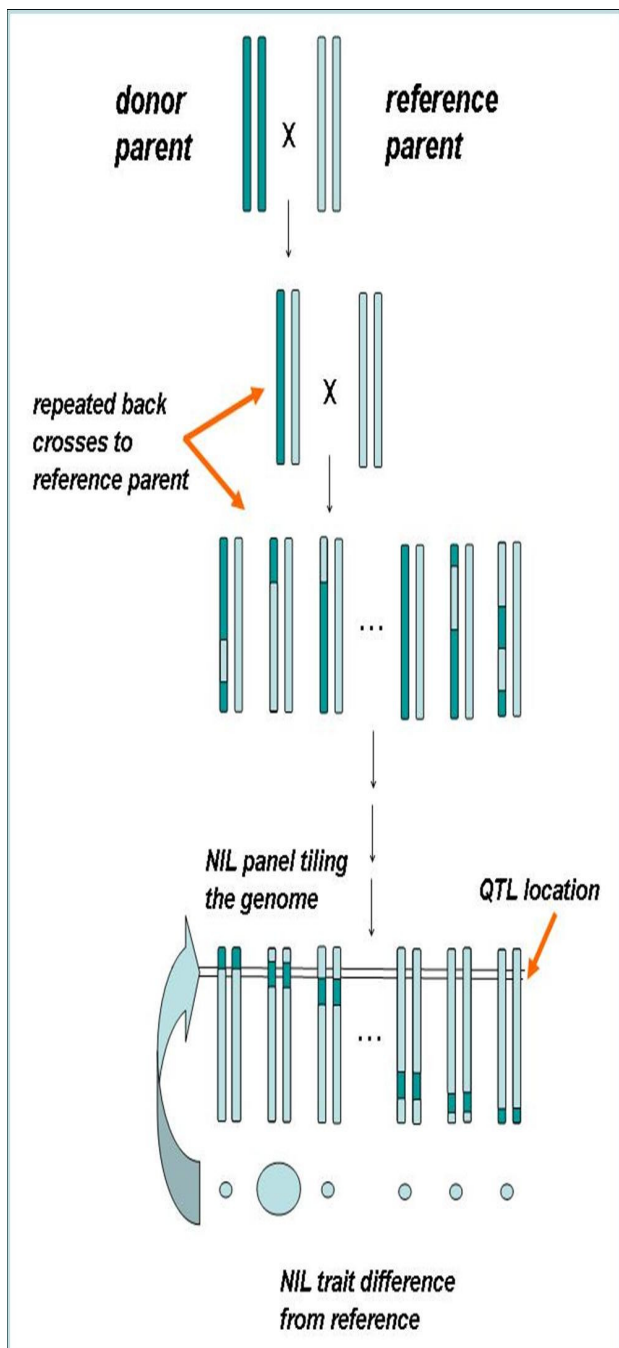 donor
parent
X
reference
parent
X
repeated back
crosses to
reference parent
...
NIL panel tiling
the genome
QTL location
...
NIL trait difference
from reference